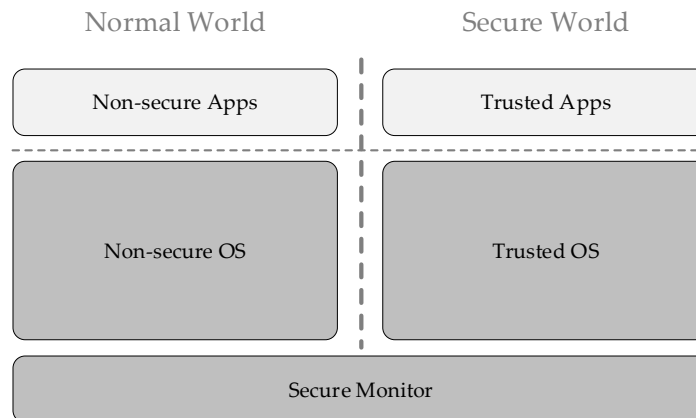 Normal World
Secure World
Non-secure Apps
Trusted Apps
Non-secure OS
Trusted OS
Secure Monitor